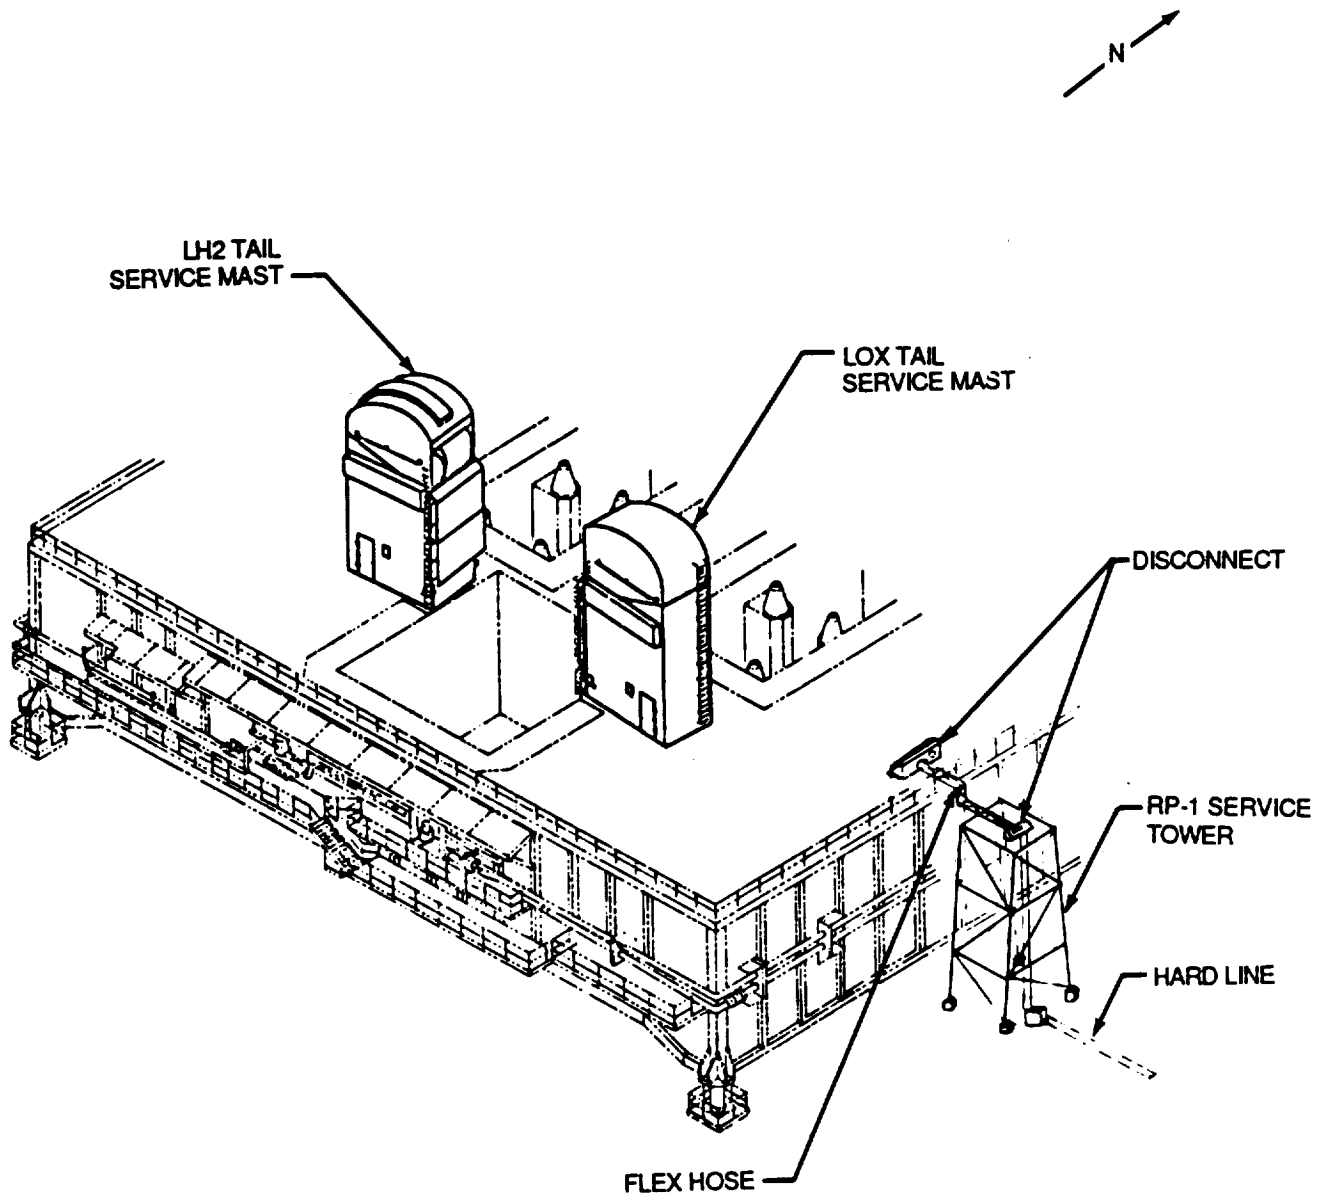 N
LH2 TAIL
SERVICE MAST
LOX TAIL
SERVICE MAST
DISCONNECT
RP-1 SERVICE
TOWER
HARD LINE
FLEX HOSE